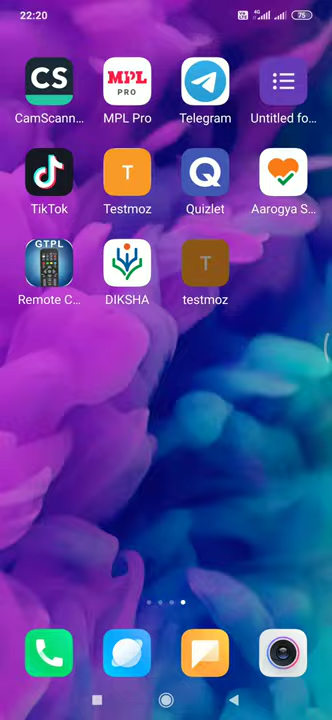 22:20
4G
75
CS
MPL
PRO
CamScann...
MPL Pro
Telegram
Untitled fo...
T
Q
TikTok
Testmoz
Quizlet
Aarogya S...
GTPL
T
Remote C...
DIKSHA
testmoz